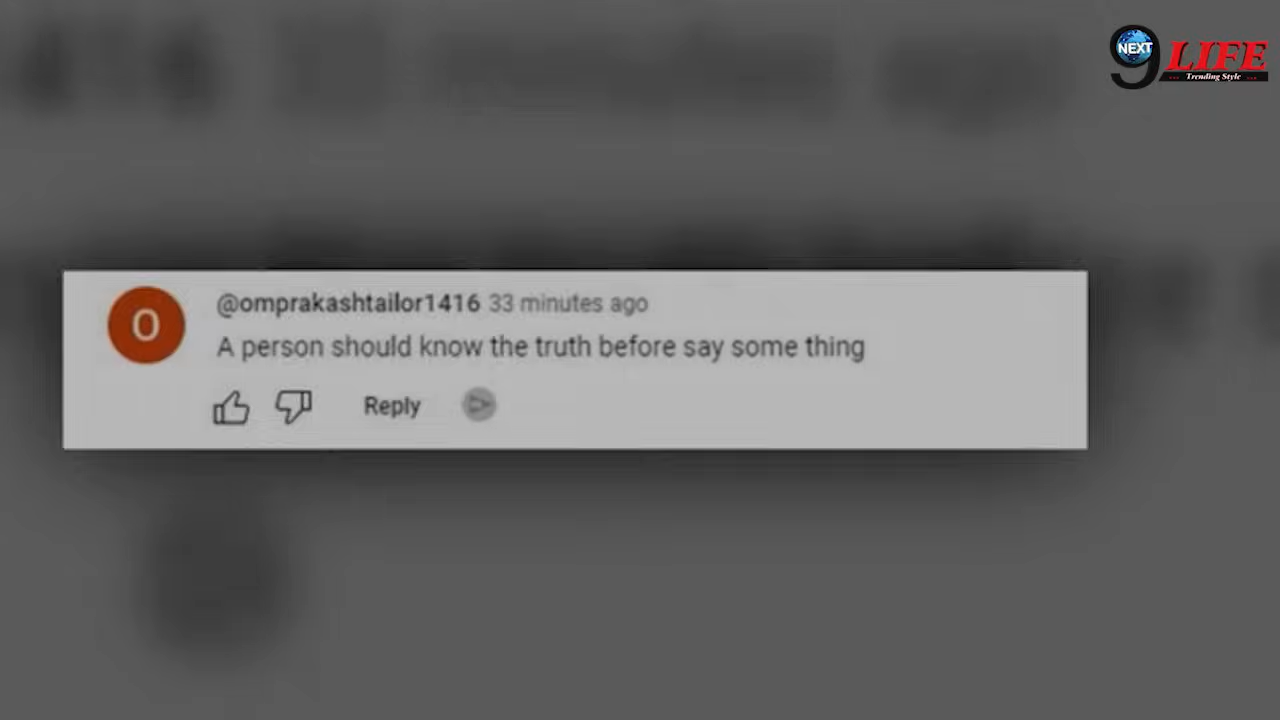 NEXT
9 LIFE
Trending Style
@omprakashtailor1416 33 minutes ago
A person should know the truth before say some thing
Reply
O